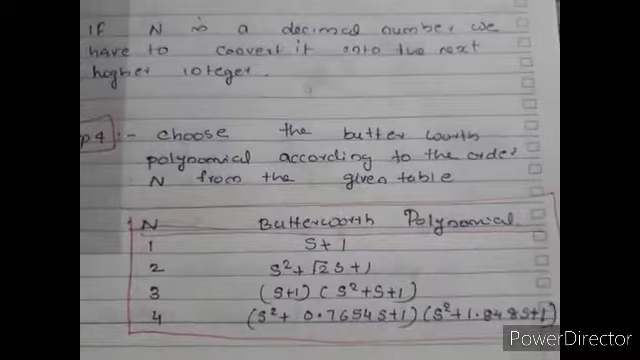 If N is a decimal number we
have to convert it into the next
higher integer.
p4 :- choose the butter worth
polynomial according to the order
N from the given table
N Butterworth Polynomial
1 S+1
2 S²+√2S+1
3 (S+1) (S²+S+1)
4 (S²+0.7654S+1) (S²+1.848S+1)
PowerDirector